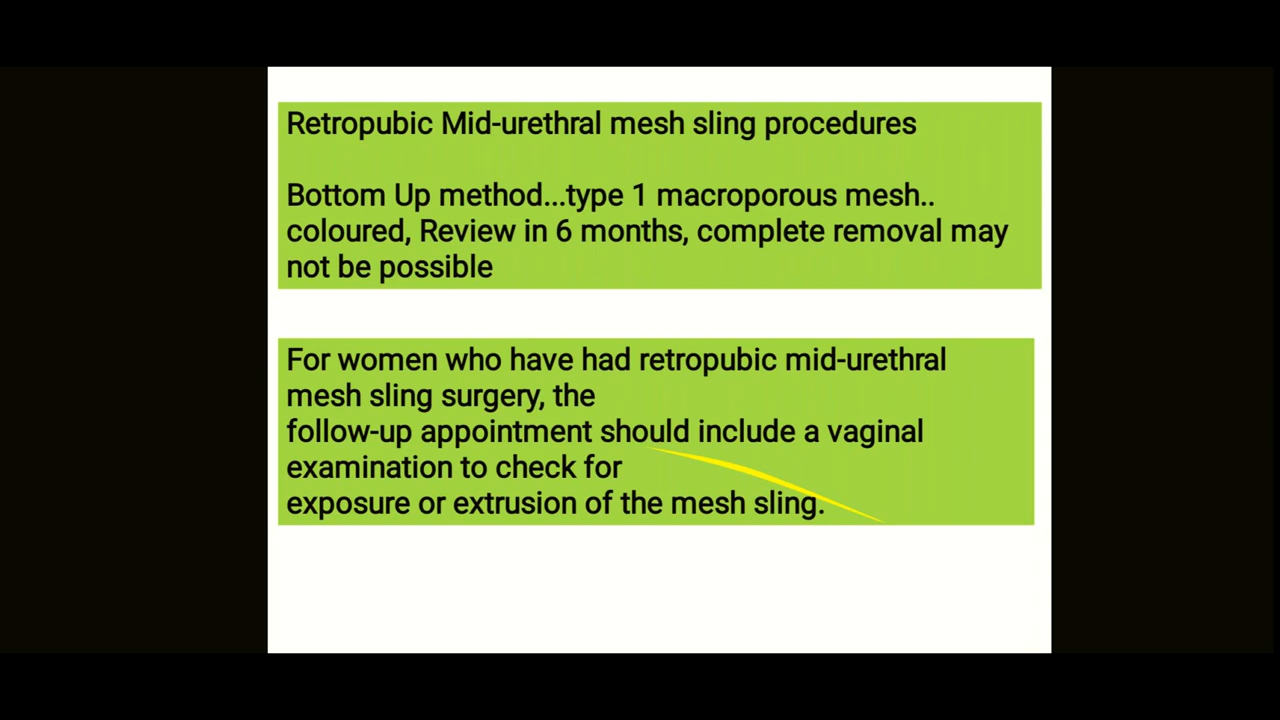 Retropubic Mid-urethral mesh sling procedures
Bottom Up method...type 1 macroporous mesh..
coloured, Review in 6 months, complete removal may
not be possible
For women who have had retropubic mid-urethral
mesh sling surgery, the
follow-up appointment should include a vaginal
examination to check for
exposure or extrusion of the mesh sling.